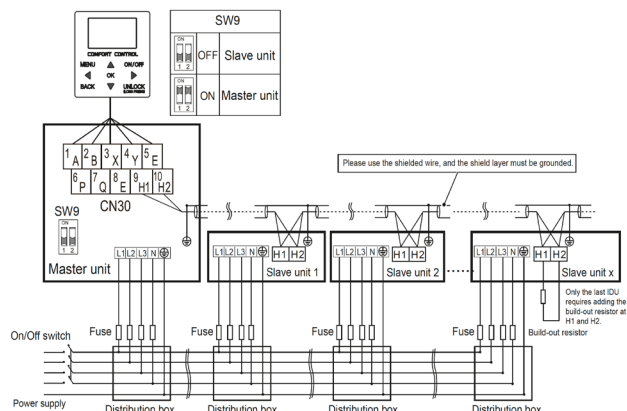 COMFORT CONTROL
MENU ON/OFF
OK
BACK UNLOCK
SW9
ON
1 2
OFF Slave unit
ON
1 2
ON Master unit
1 A 2 B 3 X 4 Y 5 E
6 P 7 Q 8 E 9 H1 10 H2
CN30
SW9
ON
1 2
Master unit
L1 L2 L3 N
Please use the shielded wire, and the shield layer must be grounded.
L1 L2 L3 N
H1 H2
Slave unit 1
L1 L2 L3 N
H1 H2
Slave unit 2
L1 L2 L3 N
H1 H2
Slave unit x
Only the last IDU
requires adding the
build-out resistor at
H1 and H2.
Build-out resistor
On/Off switch
Fuse
Fuse
Fuse
Fuse
Power supply
Distribution box
Distribution box
Distribution box
Distribution box